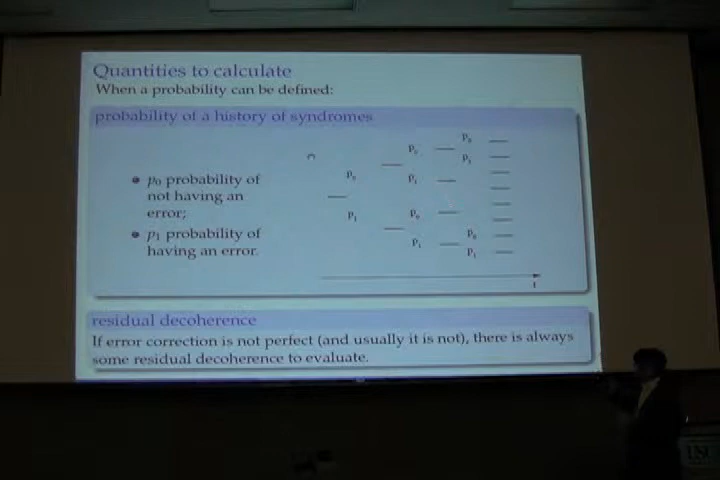 Quantities to calculate
When a probability can be defined:
probability of a history of syndromes
p₀ probability of
not having an
error;
p₁ probability of
having an error.
p₀
p₁
p₀
p₁
p₀
p₁
p₀
p₁
p₀
p₁
t
residual decoherence
If error correction is not perfect (and usually it is not), there is always
some residual decoherence to evaluate.